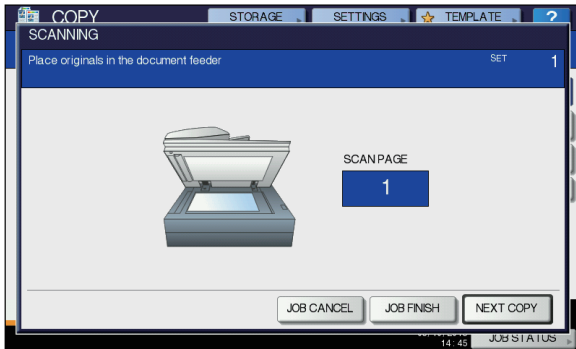 COPY
STORAGE
SETTINGS
TEMPLATE
?
SCANNING
Place originals in the document feeder
SET
1
SCAN PAGE
1
JOB CANCEL
JOB FINISH
NEXT COPY
14:45
JOB STATUS